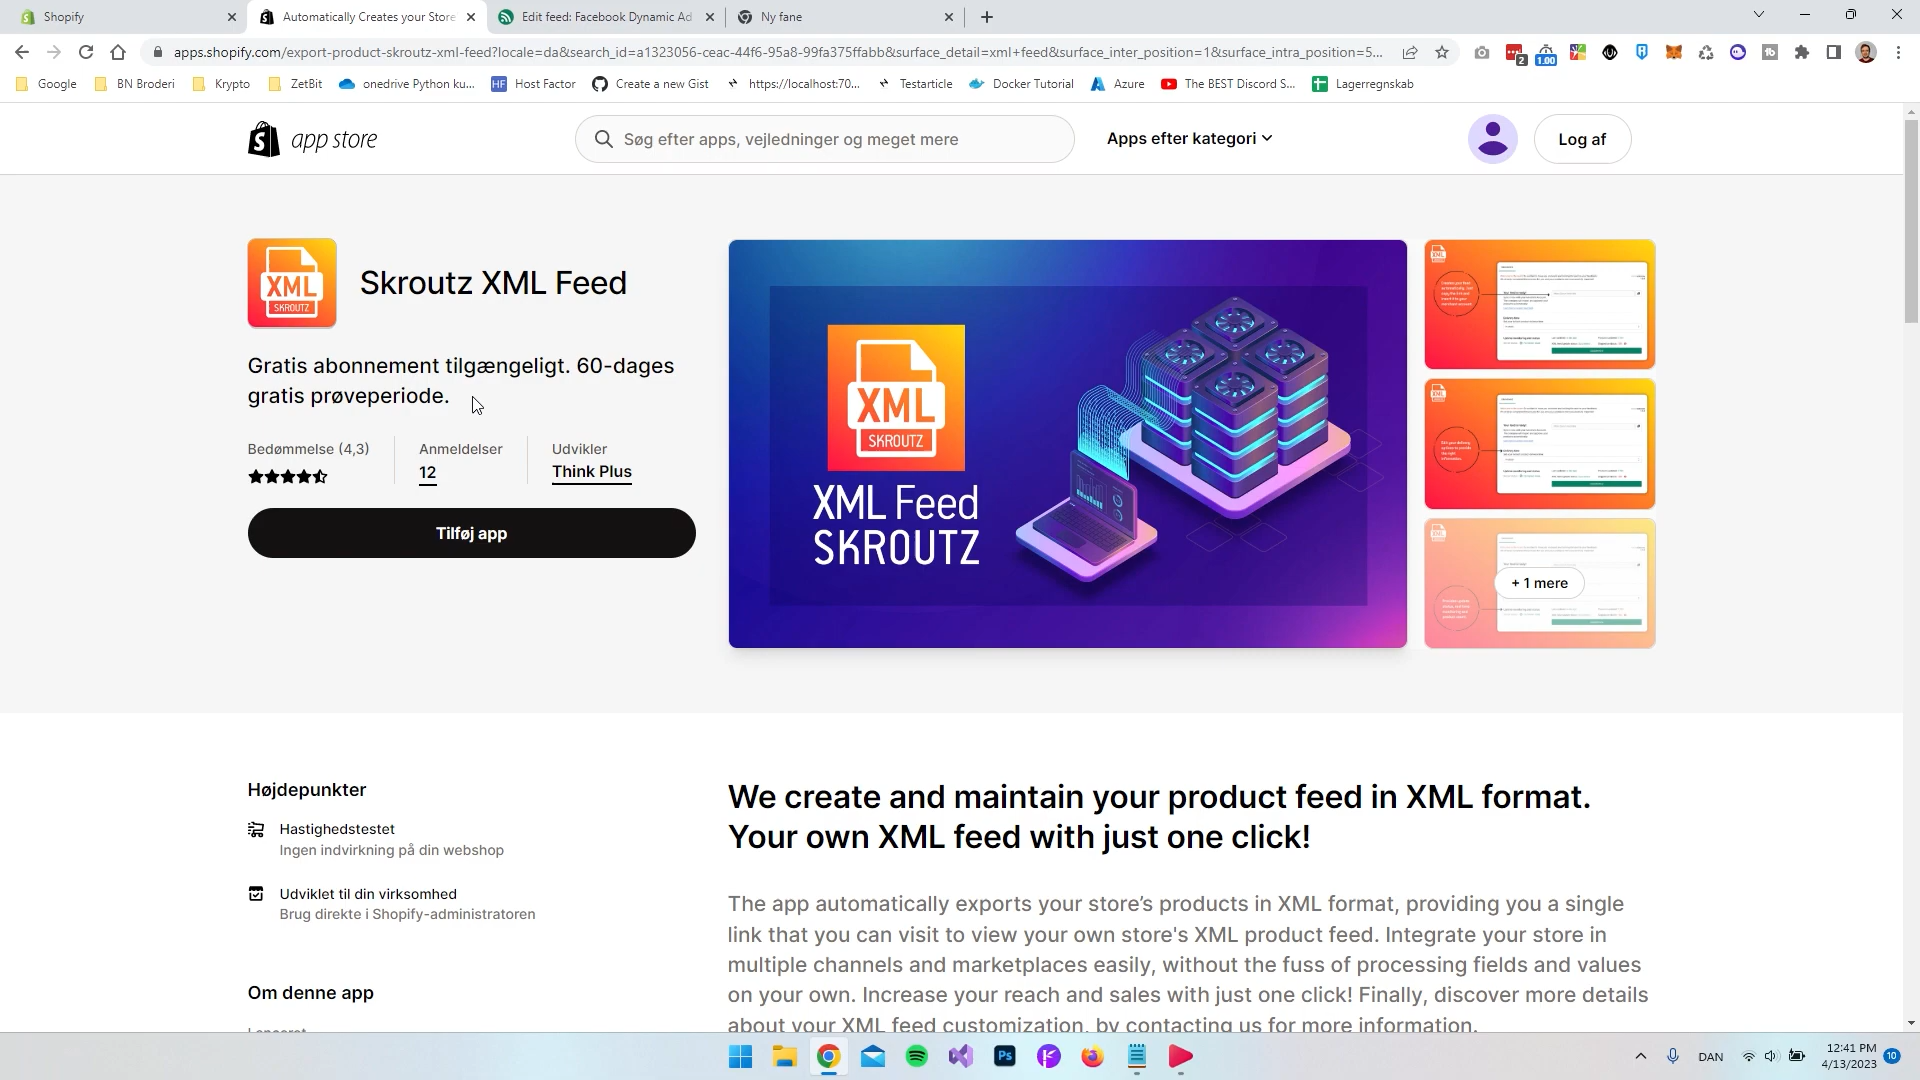 Shopify
Automatically Creates your Store
Edit feed: Facebook Dynamic Ad
Ny fane
apps.shopify.com/export-product-skroutz-xml-feed?locale=da&search_id=a1323056-ceac-44f6-95a8-99fa375ffabb&surface_detail=xml+feed&surface_inter_position=1&surface_intra_position=5...
2
1.00
Google
BN Broderi
Krypto
ZetBit
onedrive Python ku...
HF Host Factor
Create a new Gist
https://localhost:70...
Testarticle
Docker Tutorial
Azure
The BEST Discord S...
Lagerregnskab
app store
Søg efter apps, vejledninger og meget mere
Apps efter kategori
Log af
XML
SKROUTZ
Skroutz XML Feed
Gratis abonnement tilgængeligt. 60-dages
gratis prøveperiode.
Bedømmelse (4,3)
Anmeldelser
12
Udvikler
Think Plus
Tilføj app
XML
SKROUTZ
XML Feed
SKROUTZ
+ 1 mere
Højdepunkter
Hastighedstestet
Ingen indvirkning på din webshop
Udviklet til din virksomhed
Brug direkte i Shopify-administratoren
Om denne app
Lanceret
We create and maintain your product feed in XML format.
Your own XML feed with just one click!
The app automatically exports your store's products in XML format, providing you a single
link that you can visit to view your own store's XML product feed. Integrate your store in
multiple channels and marketplaces easily, without the fuss of processing fields and values
on your own. Increase your reach and sales with just one click! Finally, discover more details
about your XML feed customization, by contacting us for more information.
Ps
DAN
12:41 PM
4/13/2023
10